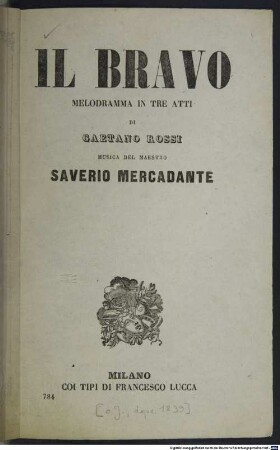 IL BRAVO
MELODRAMMA IN TRE ATTI
DI
GAETANO ROSSI
MUSICA DEL MAESTRO
SAVERIO MERCADANTE
MILANO
COI TIPI DI FRANCESCO LUCCA
784